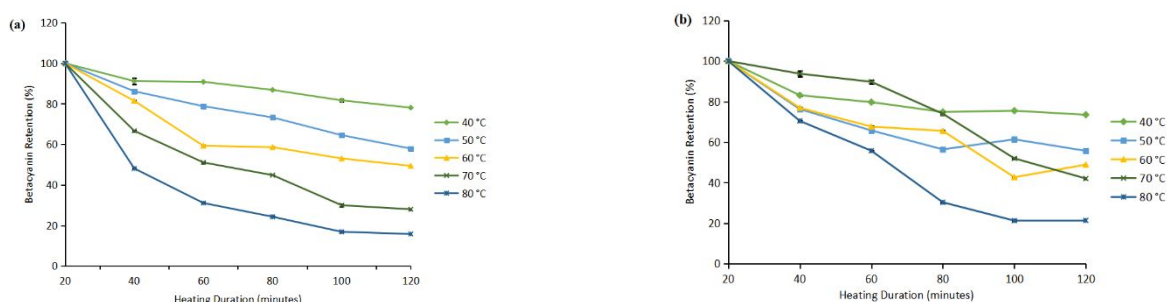 (a)
120
100
80
60
40
20
0
Betacyanin Retention (%)
20 40 60 80 100 120
Heating Duration (minutes)
40 °C
50 °C
60 °C
70 °C
80 °C
(b)
120
100
80
60
40
20
0
Betacyanin Retention (%)
20 40 60 80 100 120
Heating Duration (minutes)
40 °C
50 °C
60 °C
70 °C
80 °C